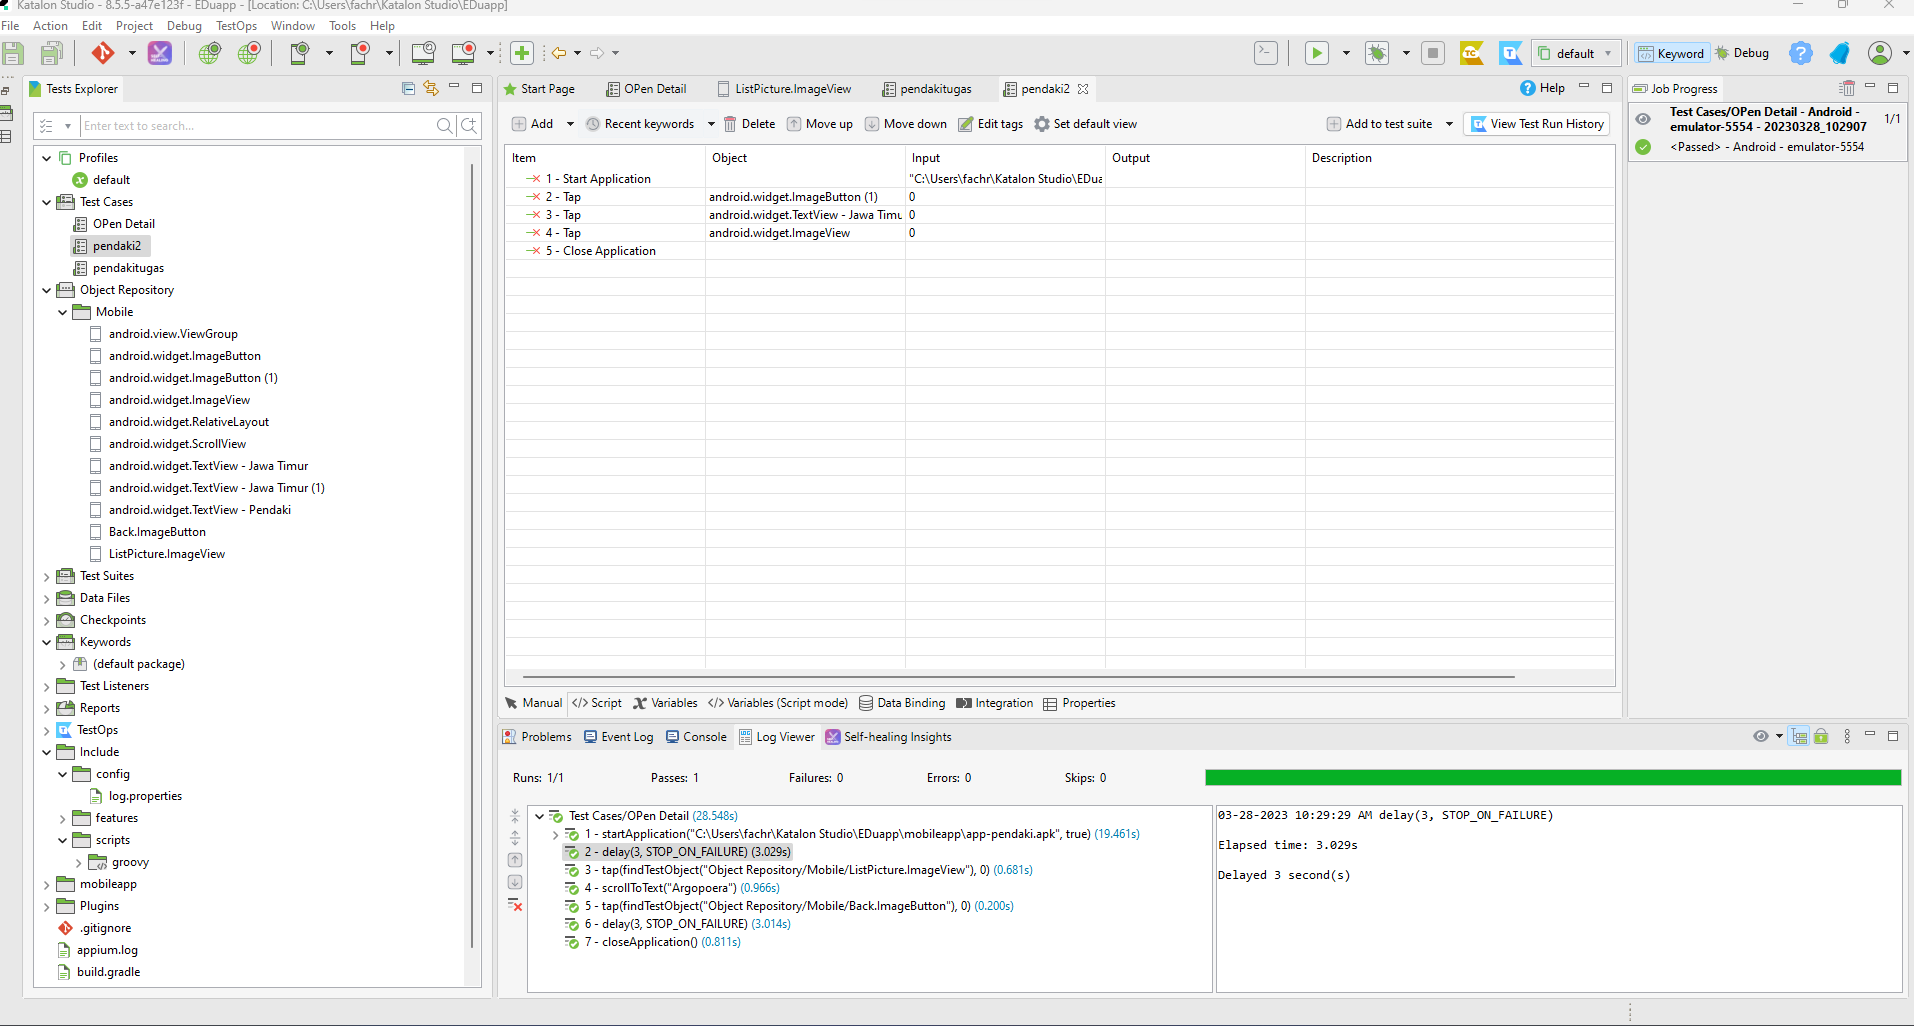 Katalon Studio - 8.5.5-a47e123f - EDuapp - [Location: C:\Users\fachr\Katalon Studio\EDuapp]
File Action Edit Project Debug TestOps Window Tools Help
default
Keyword
Debug
Tests Explorer
Enter text to search...
Profiles
default
Test Cases
OPen Detail
pendaki2
pendakitugas
Object Repository
Mobile
android.view.ViewGroup
android.widget.ImageButton
android.widget.ImageButton (1)
android.widget.ImageView
android.widget.RelativeLayout
android.widget.ScrollView
android.widget.TextView - Jawa Timur
android.widget.TextView - Jawa Timur (1)
android.widget.TextView - Pendaki
Back.ImageButton
ListPicture.ImageView
Test Suites
Data Files
Checkpoints
Keywords
(default package)
Test Listeners
Reports
TestOps
Include
config
log.properties
features
scripts
groovy
mobileapp
Plugins
.gitignore
appium.log
build.gradle
Start Page OPen Detail ListPicture.ImageView pendakitugas pendaki2 Help
Add Recent keywords Delete Move up Move down Edit tags Set default view Add to test suite View Test Run History
Item Object Input Output Description
1 - Start Application "C:\Users\fachr\Katalon Studio\EDua
2 - Tap android.widget.ImageButton (1) 0
3 - Tap android.widget.TextView - Jawa Timu 0
4 - Tap android.widget.ImageView 0
5 - Close Application
Manual Script Variables Variables (Script mode) Data Binding Integration Properties
Problems Event Log Console Log Viewer Self-healing Insights
Runs: 1/1 Passes: 1 Failures: 0 Errors: 0 Skips: 0
Test Cases/OPen Detail (28.548s)
1 - startApplication("C:\Users\fachr\Katalon Studio\EDuapp\mobileapp\app-pendaki.apk", true) (19.461s)
2 - delay(3, STOP_ON_FAILURE) (3.029s)
3 - tap(findTestObject("Object Repository/Mobile/ListPicture.ImageView"), 0) (0.681s)
4 - scrollToText("Argopoera") (0.966s)
5 - tap(findTestObject("Object Repository/Mobile/Back.ImageButton"), 0) (0.200s)
6 - delay(3, STOP_ON_FAILURE) (3.014s)
7 - closeApplication() (0.811s)
03-28-2023 10:29:29 AM delay(3, STOP_ON_FAILURE)
Elapsed time: 3.029s
Delayed 3 second(s)
Job Progress
Test Cases/OPen Detail - Android - 1/1
emulator-5554 - 20230328_102907
<Passed> - Android - emulator-5554